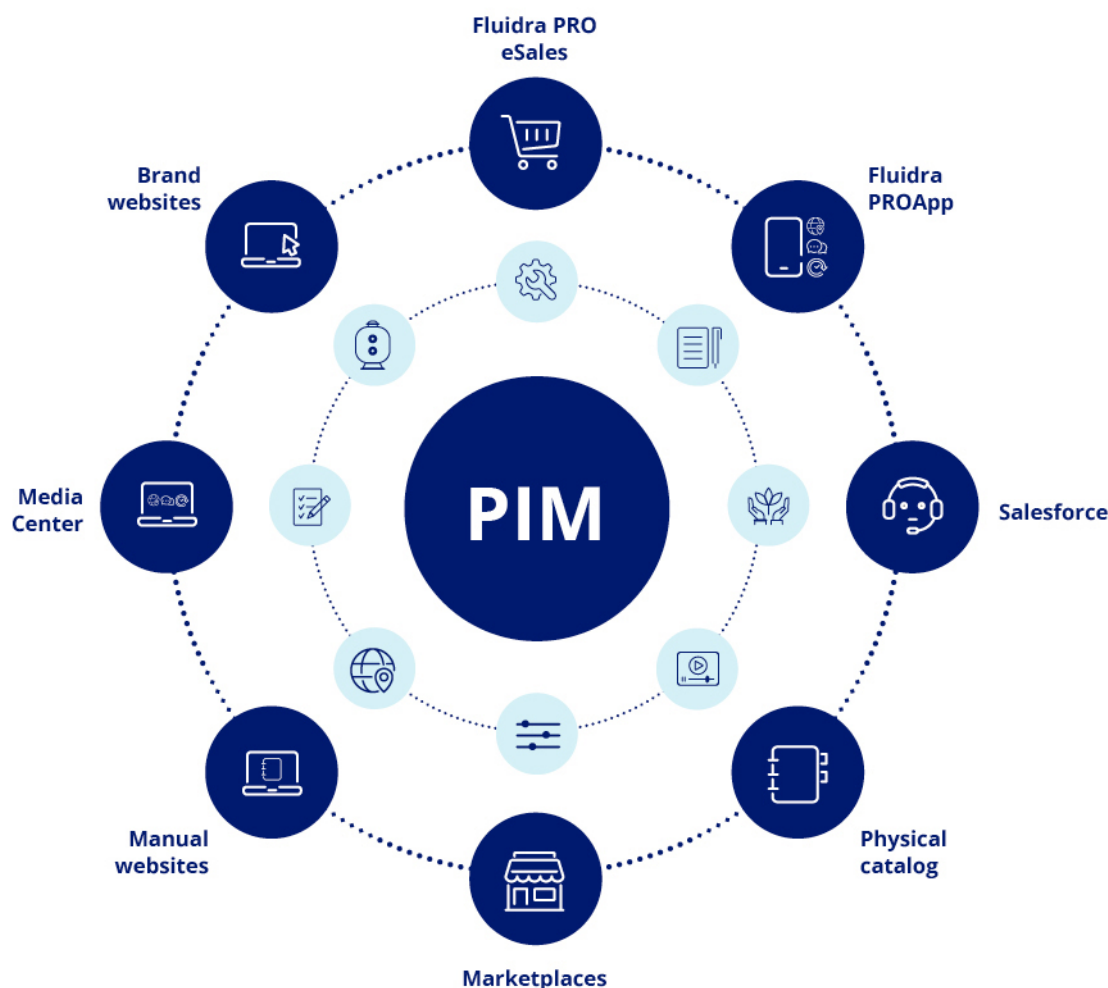 Fluidra PRO
eSales
Brand
websites
Fluidra
PROApp
Media
Center
PIM
Salesforce
Manual
websites
Physical
catalog
Marketplaces